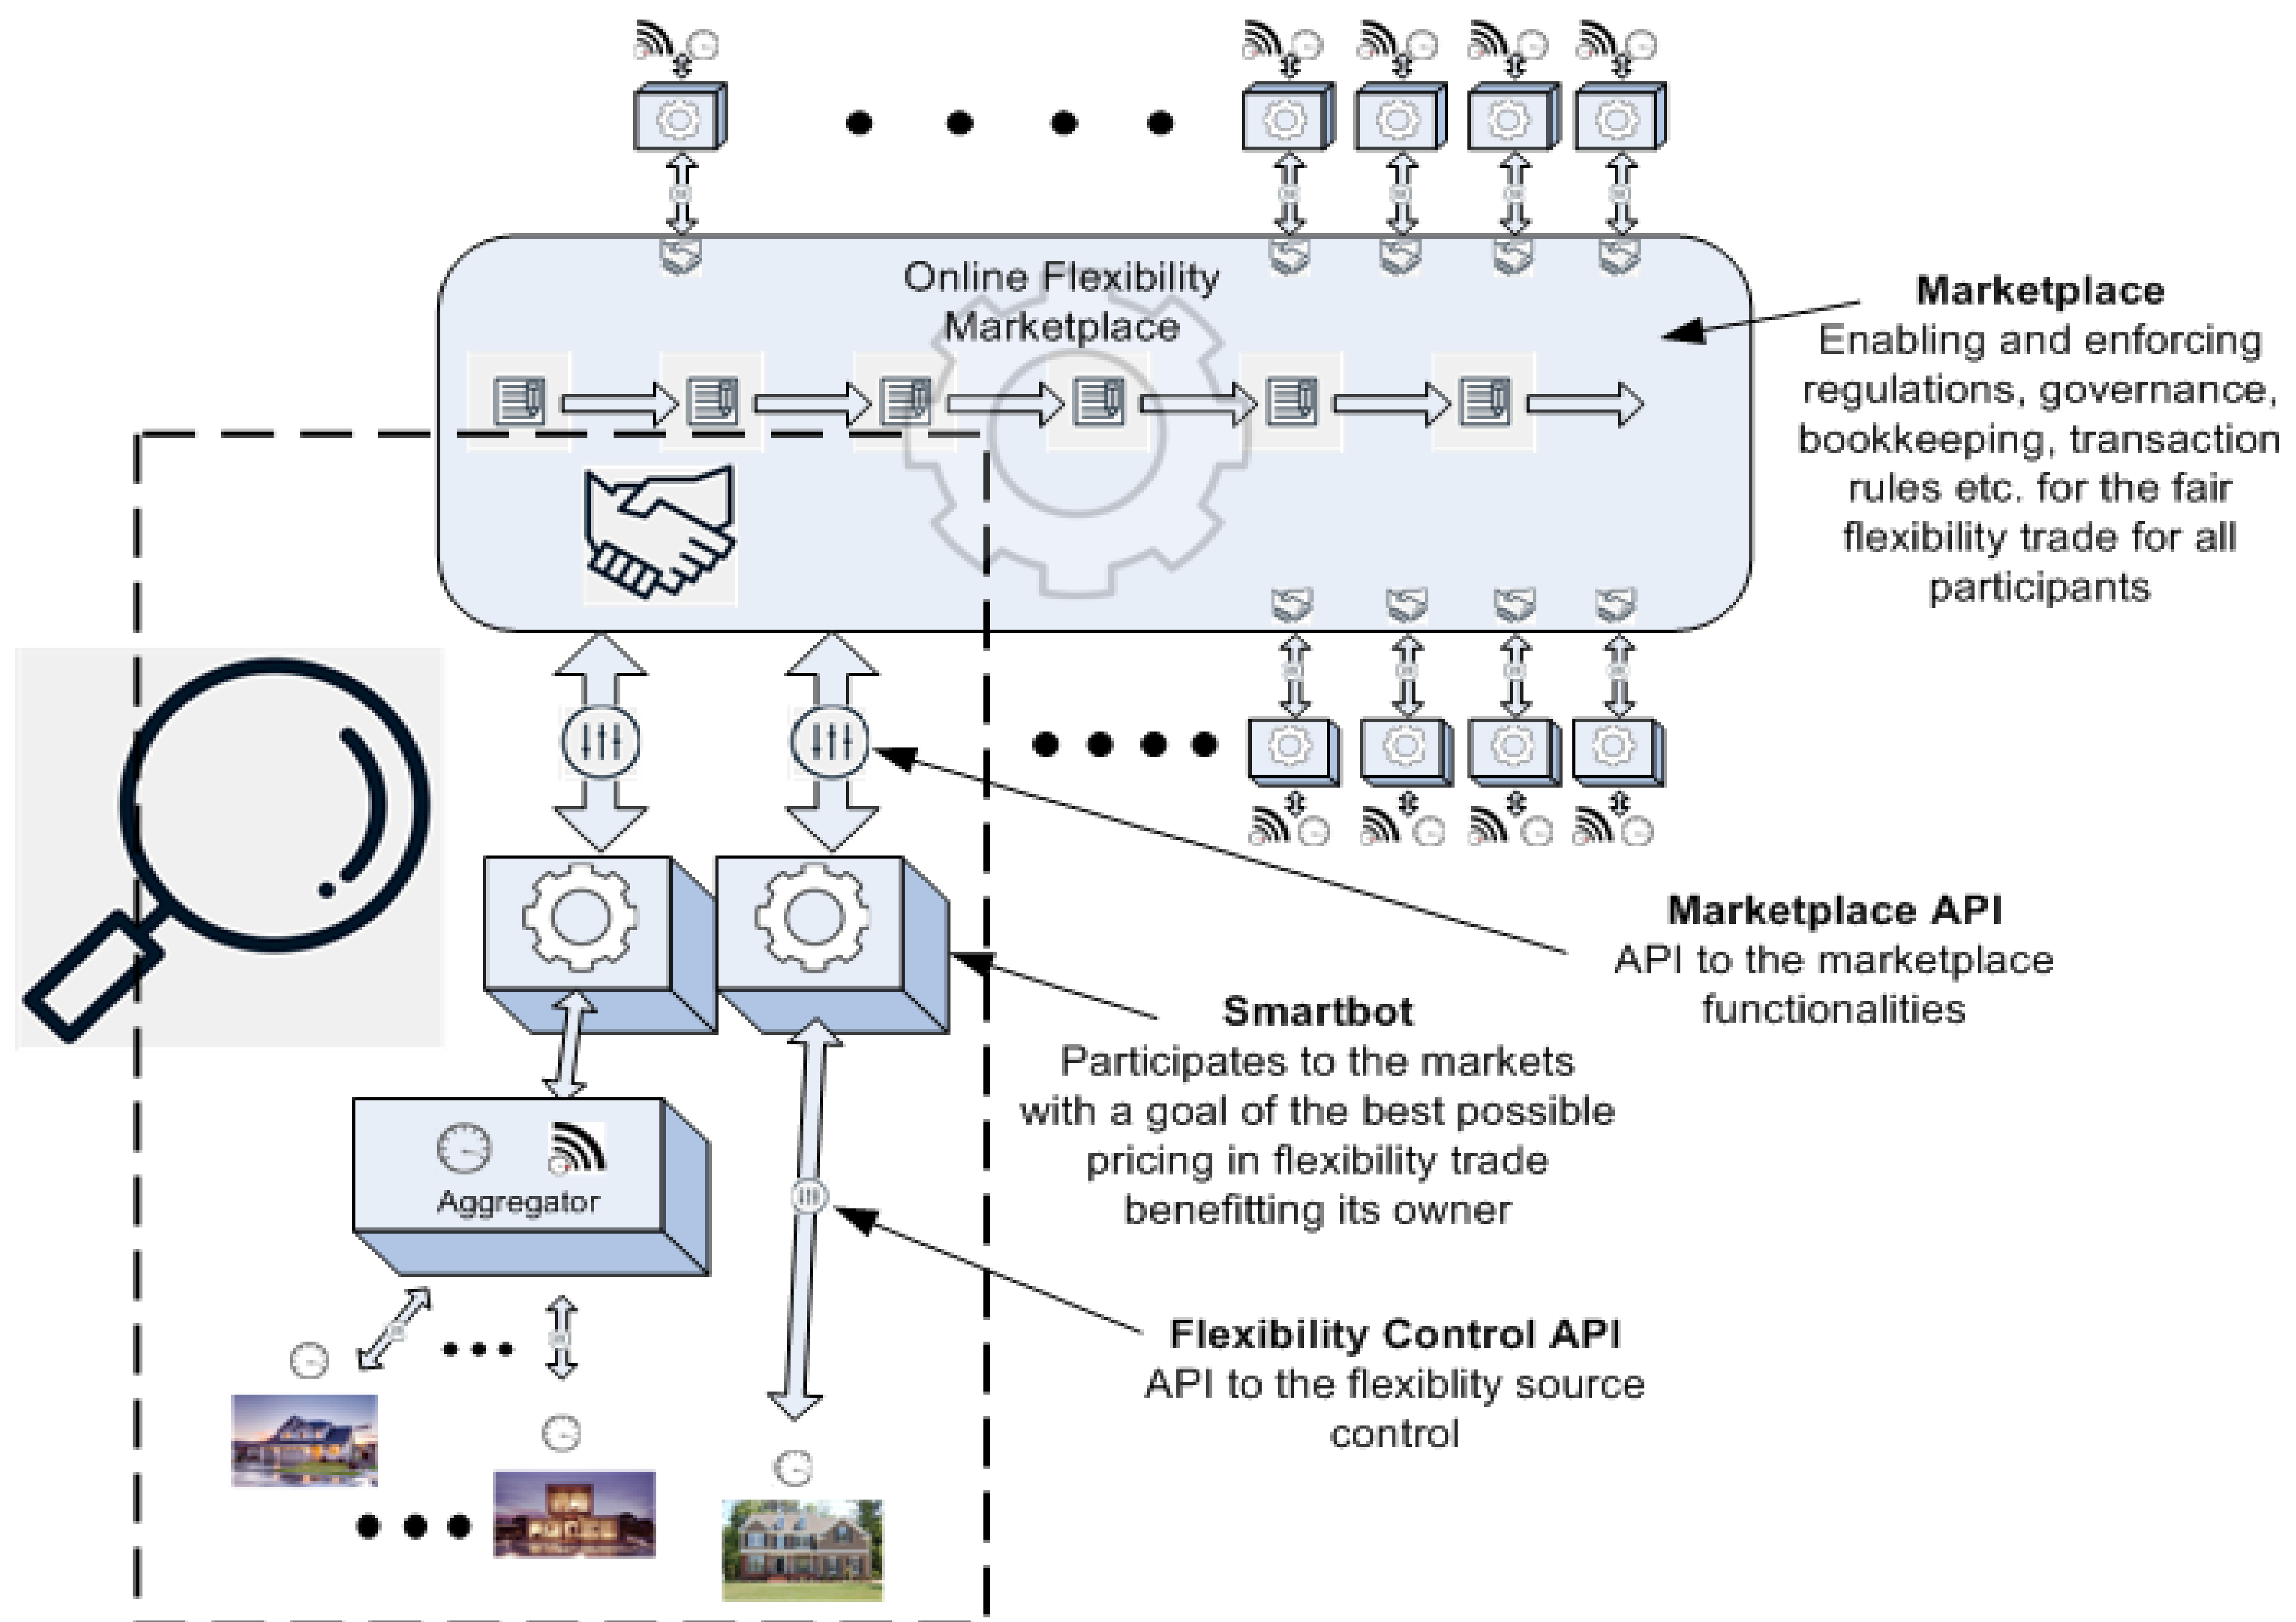 Online Flexibility
Marketplace
Marketplace
Enabling and enforcing
regulations, governance,
bookkeeping, transaction
rules etc. for the fair
flexibility trade for all
participants
Marketplace API
API to the marketplace
functionalities
Smartbot
Participates to the markets
with a goal of the best possible
pricing in flexibility trade
benefitting its owner
Aggregator
Flexibility Control API
API to the flexiblity source
control